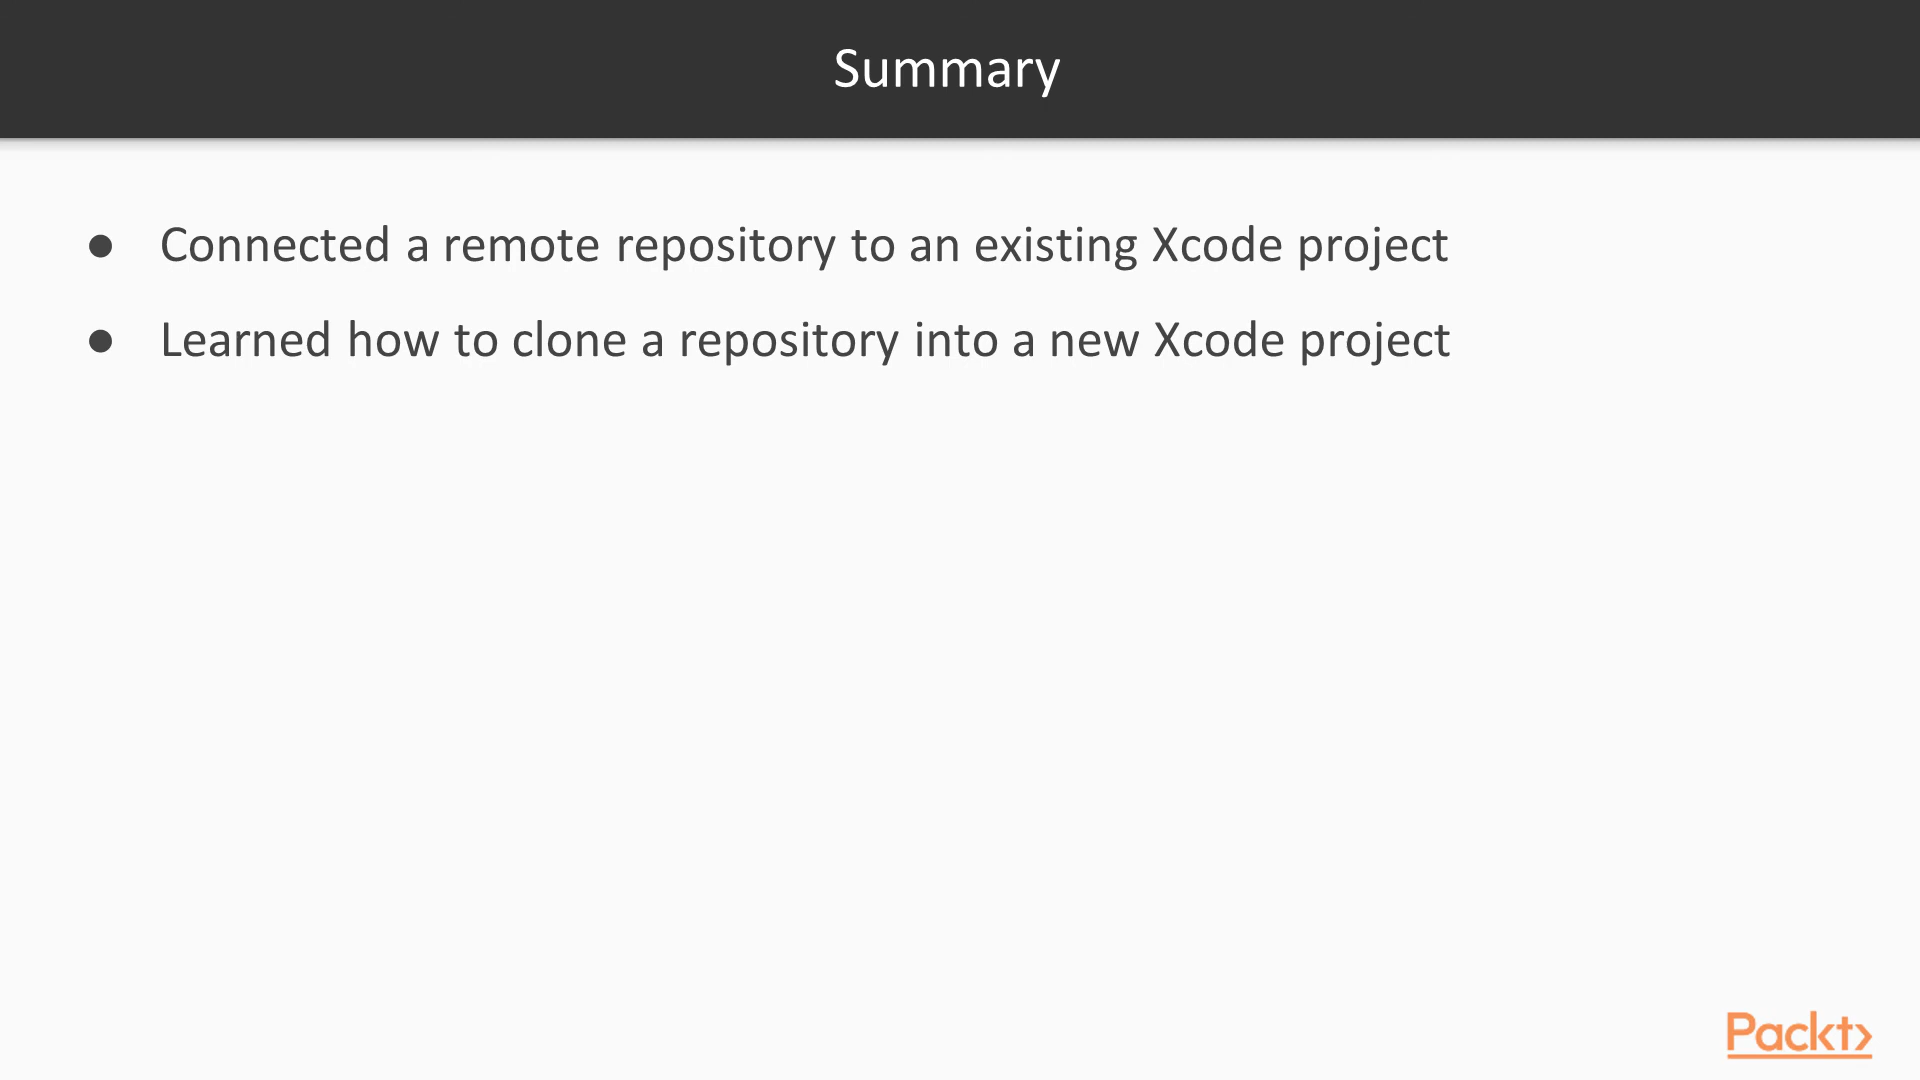 Summary
● Connected a remote repository to an existing Xcode project
● Learned how to clone a repository into a new Xcode project
Packt>